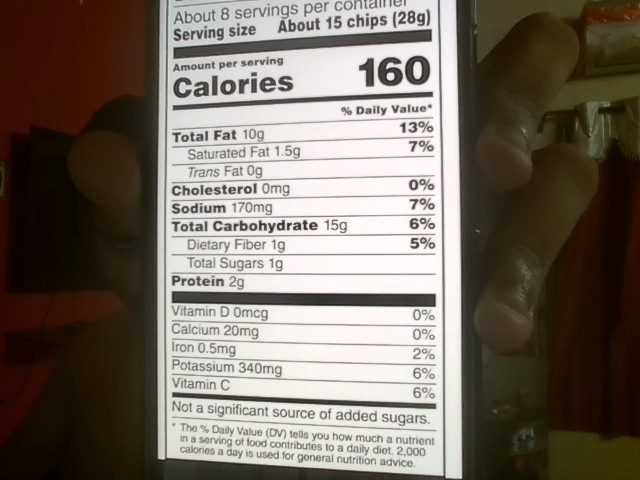 About 8 servings per container
Serving size About 15 chips (28g)
Amount per serving
Calories 160
% Daily Value*
Total Fat 10g 13%
Saturated Fat 1.5g 7%
Trans Fat 0g
Cholesterol 0mg 0%
Sodium 170mg 7%
Total Carbohydrate 15g 6%
Dietary Fiber 1g 5%
Total Sugars 1g
Protein 2g
Vitamin D 0mcg 0%
Calcium 20mg 0%
Iron 0.5mg 2%
Potassium 340mg 6%
Vitamin C 6%
Not a significant source of added sugars.
* The % Daily Value (DV) tells you how much a nutrient
in a serving of food contributes to a daily diet. 2,000
calories a day is used for general nutrition advice.